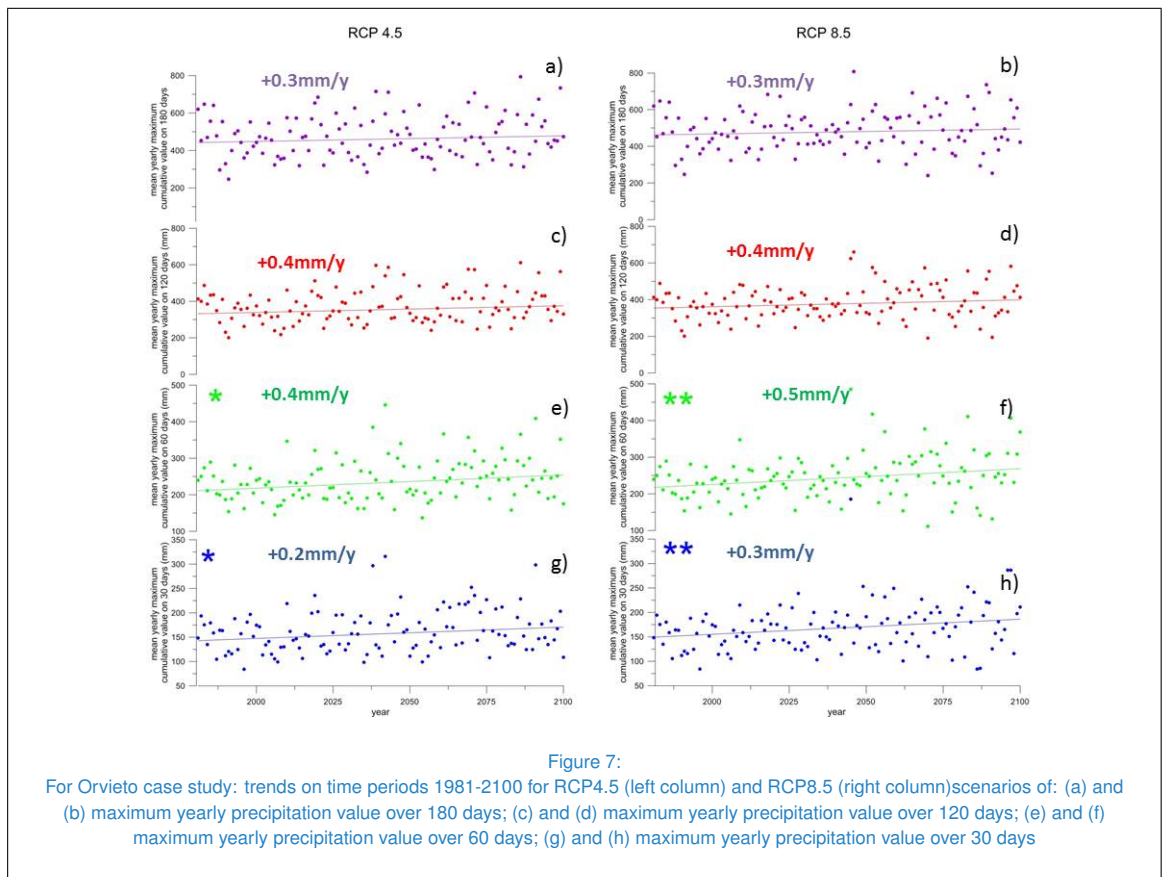 RCP 4.5
RCP 8.5
a)
+0.3mm/y
mean yearly maximum
cumulative value on 180 days
800
600
400
200
0
b)
+0.3mm/y
mean yearly maximum
cumulative value on 180 days
800
600
400
200
0
c)
+0.4mm/y
mean yearly maximum
cumulative value on 120 days (mm)
800
600
400
200
0
d)
+0.4mm/y
mean yearly maximum
cumulative value on 120 days (mm)
800
600
400
200
0
*
+0.4mm/y
e)
mean yearly maximum
cumulative value on 60 days (mm)
500
400
300
200
100
**
+0.5mm/y
f)
mean yearly maximum
cumulative value on 60 days (mm)
500
400
300
200
100
*
+0.2mm/y
g)
mean yearly maximum
cumulative value on 30 days (mm)
350
300
250
200
150
100
50
2000 2025 2050 2075 2100
year
**
+0.3mm/y
h)
mean yearly maximum
cumulative value on 30 days (mm)
350
300
250
200
150
100
50
2000 2025 2050 2075 2100
year
Figure 7:
For Orvieto case study: trends on time periods 1981-2100 for RCP4.5 (left column) and RCP8.5 (right column)scenarios of: (a) and
(b) maximum yearly precipitation value over 180 days; (c) and (d) maximum yearly precipitation value over 120 days; (e) and (f)
maximum yearly precipitation value over 60 days; (g) and (h) maximum yearly precipitation value over 30 days